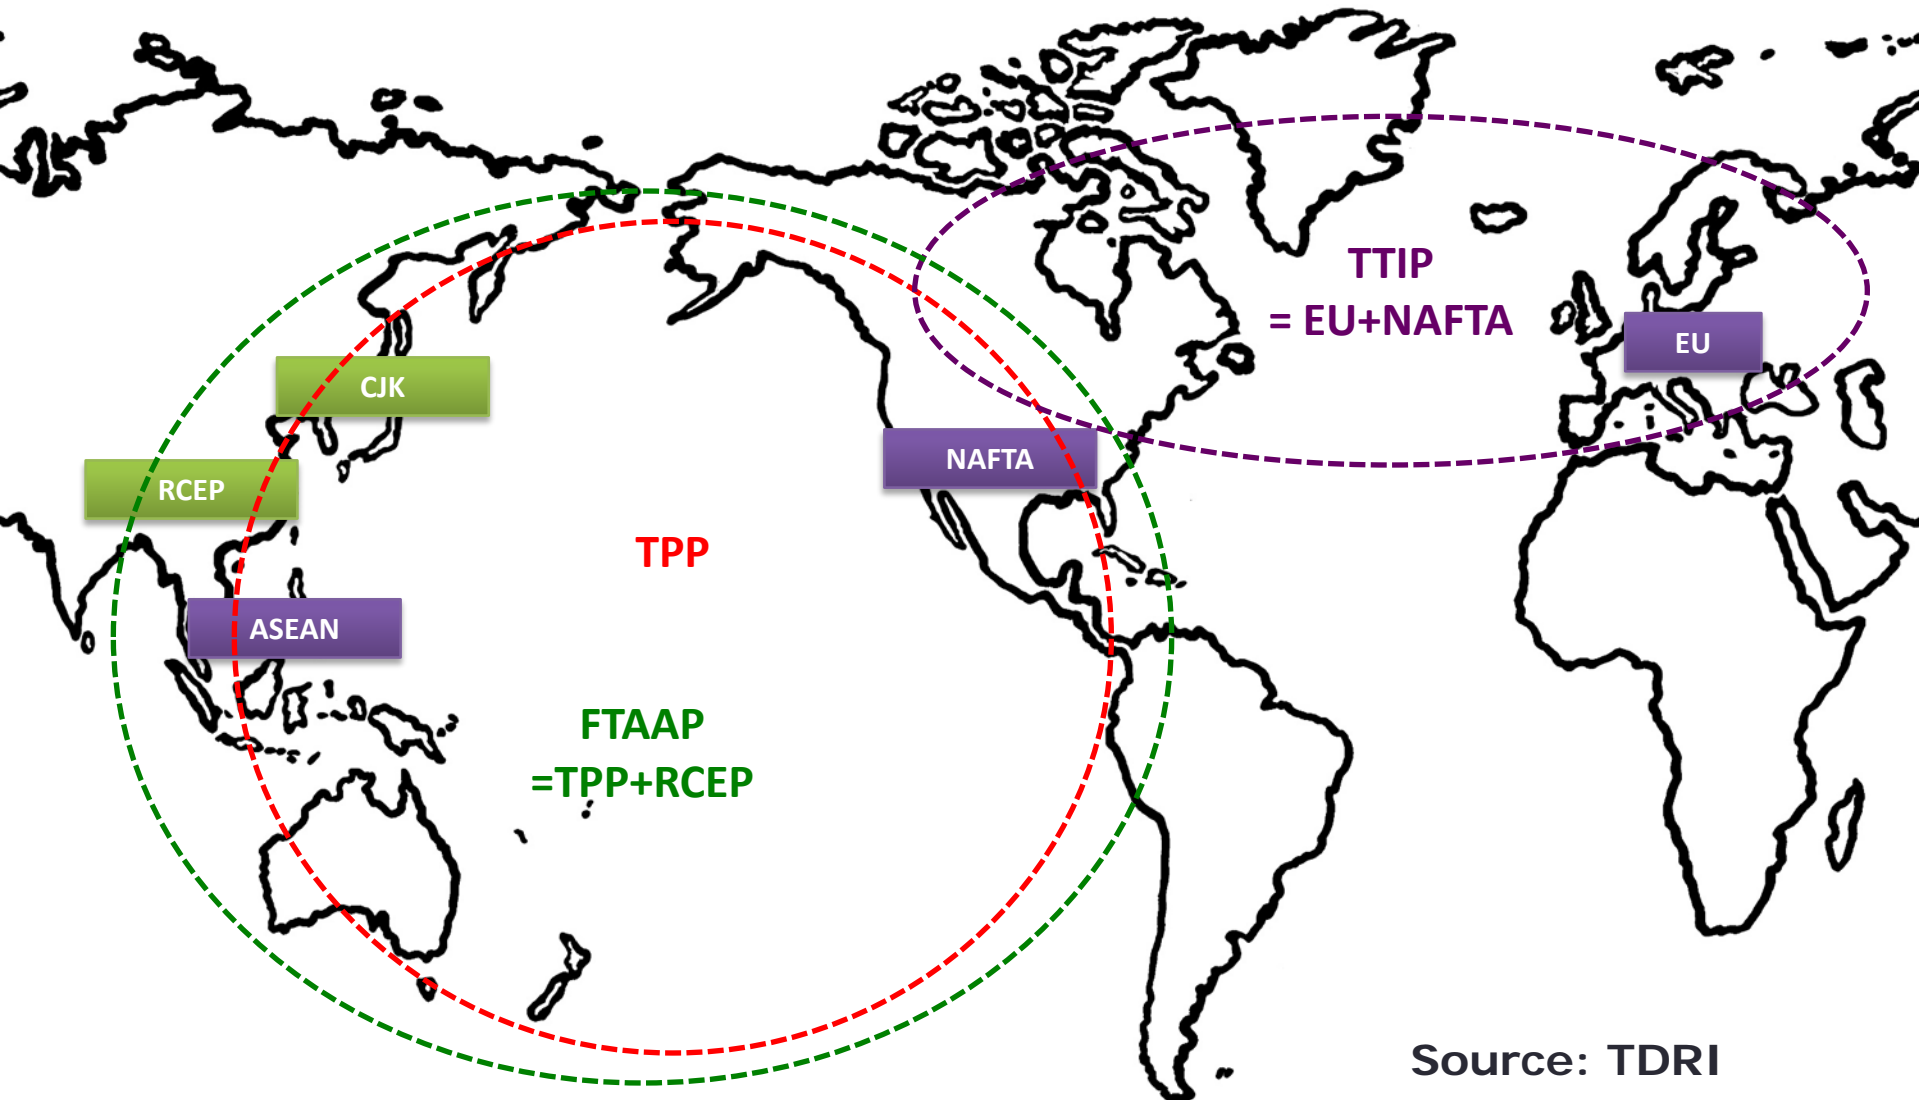 TTIP
= EU+NAFTA
EU
CJK
NAFTA
RCEP
TPP
ASEAN
FTAAP
=TPP+RCEP
Source: TDRI